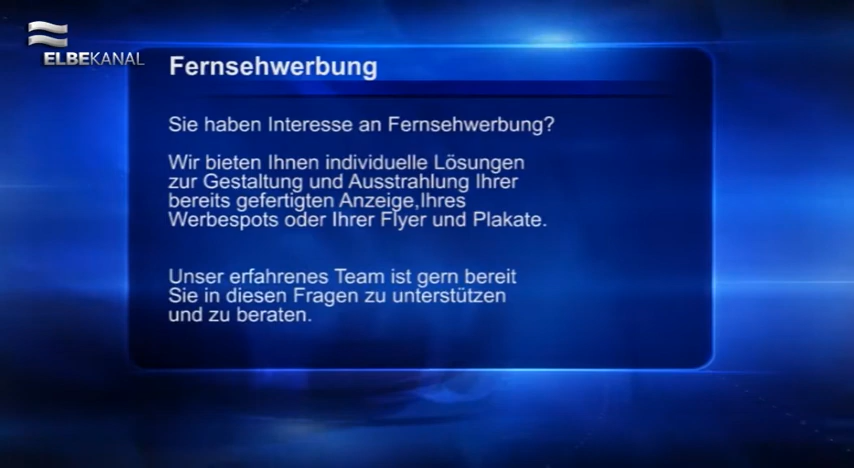 ELBEKANAL
Fernsehwerbung
Sie haben Interesse an Fernsehwerbung?
Wir bieten Ihnen individuelle Lösungen
zur Gestaltung und Ausstrahlung Ihrer
bereits gefertigten Anzeige,Ihres
Werbespots oder Ihrer Flyer und Plakate.
Unser erfahrenes Team ist gern bereit
Sie in diesen Fragen zu unterstützen
und zu beraten.